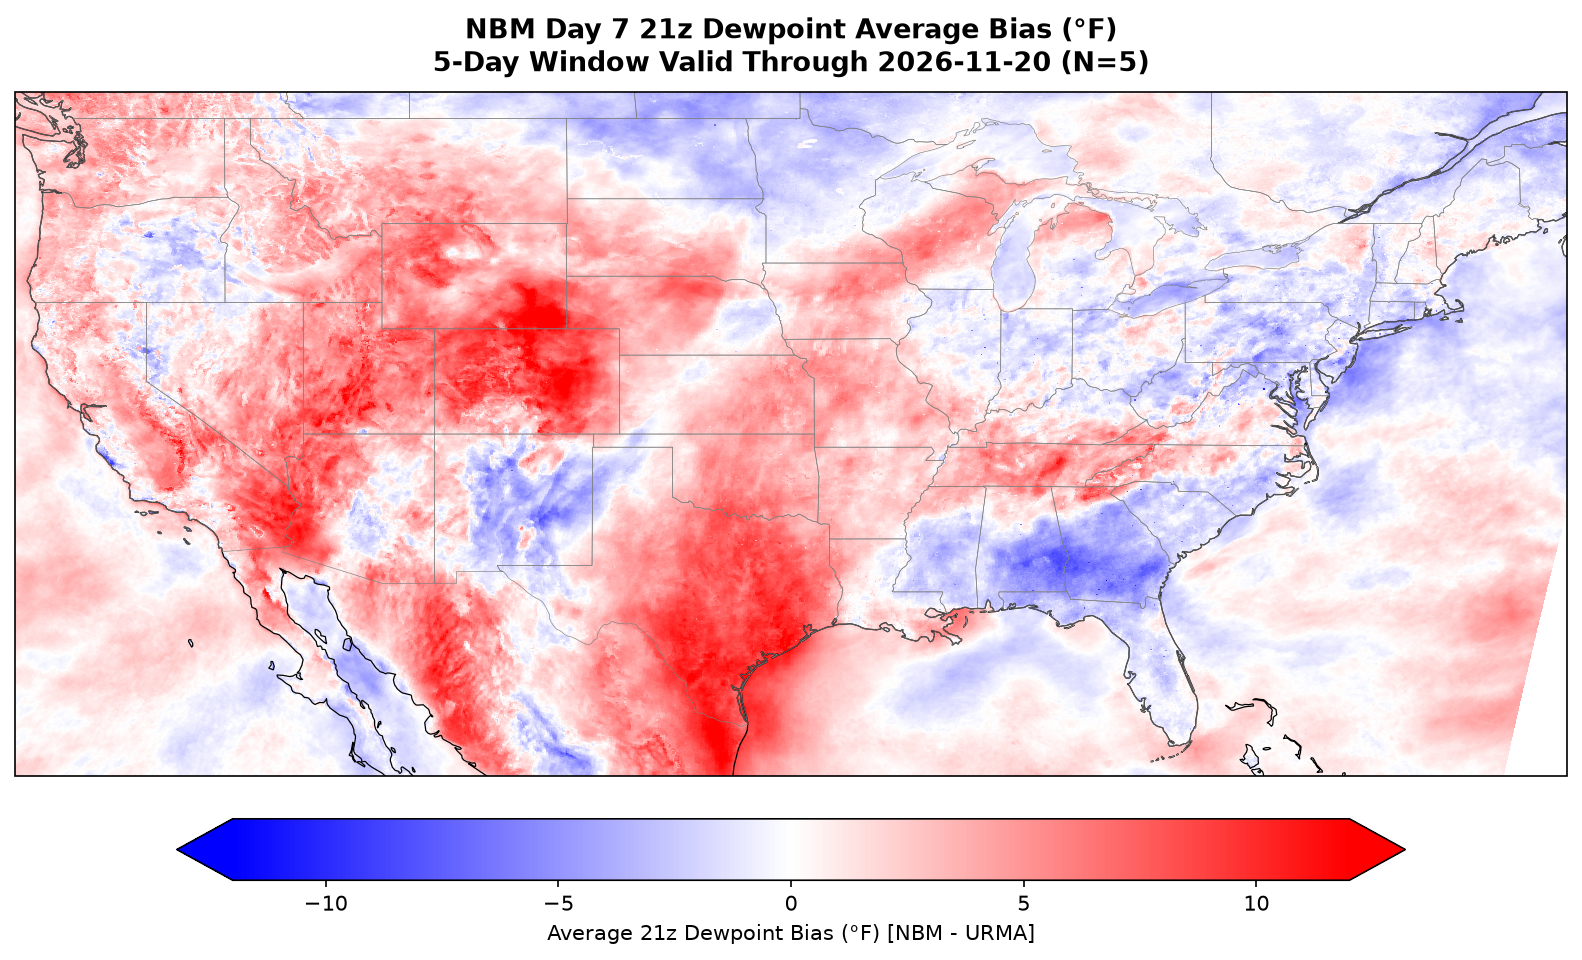 NBM Day 7 21z Dewpoint Average Bias (°F)
5-Day Window Valid Through 2026-11-20 (N=5)
−10 −5 0 5 10
Average 21z Dewpoint Bias (°F) [NBM - URMA]